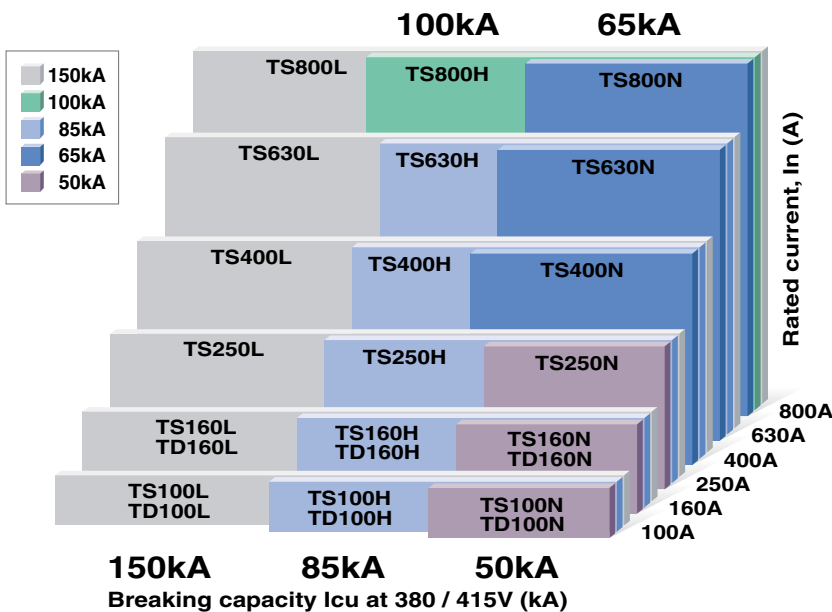 100kA 65kA
150kA
100kA
85kA
65kA
50kA
TS800L TS800H TS800N
TS630L TS630H TS630N
TS400L TS400H TS400N
TS250L TS250H TS250N
TS160L TS160H TS160N
TD160L TD160H TD160N
TS100L TS100H TS100N
TD100L TD100H TD100N
Rated current, In (A)
800A
630A
400A
250A
160A
100A
150kA 85kA 50kA
Breaking capacity Icu at 380 / 415V (kA)